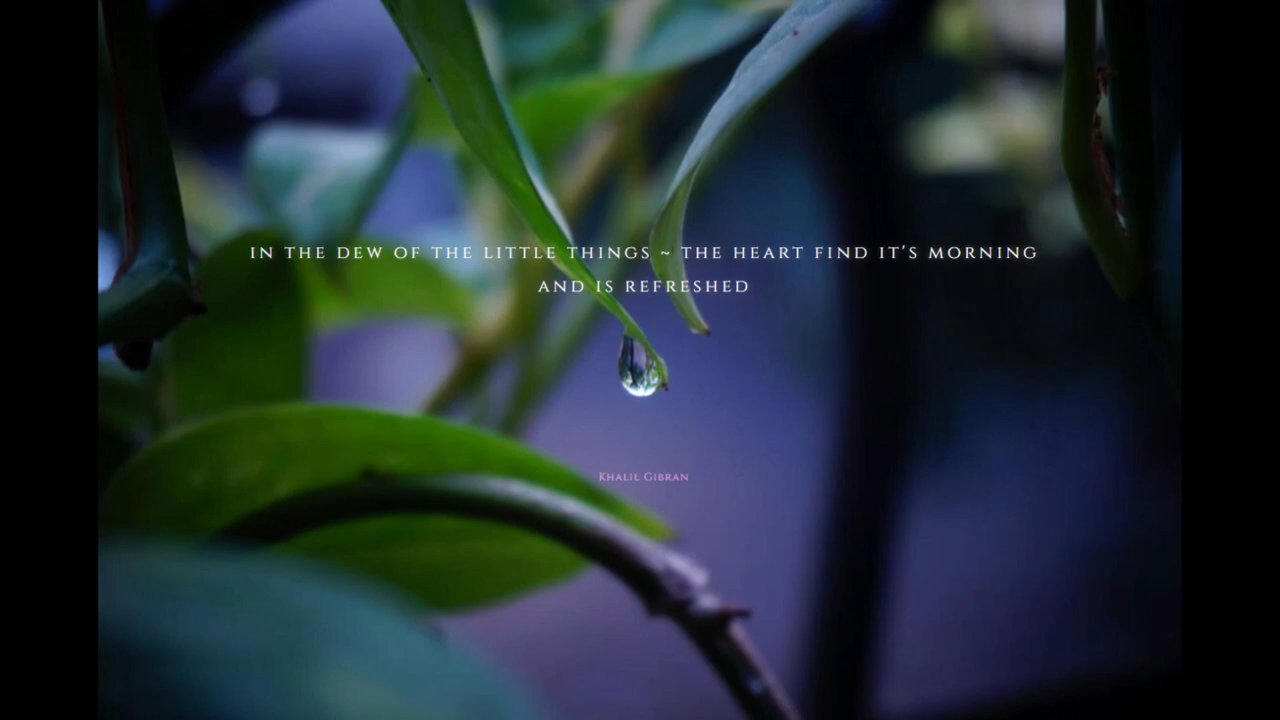 IN THE DEW OF THE LITTLE THINGS ~ THE HEART FIND IT'S MORNING
AND IS REFRESHED
KHALIL GIBRAN